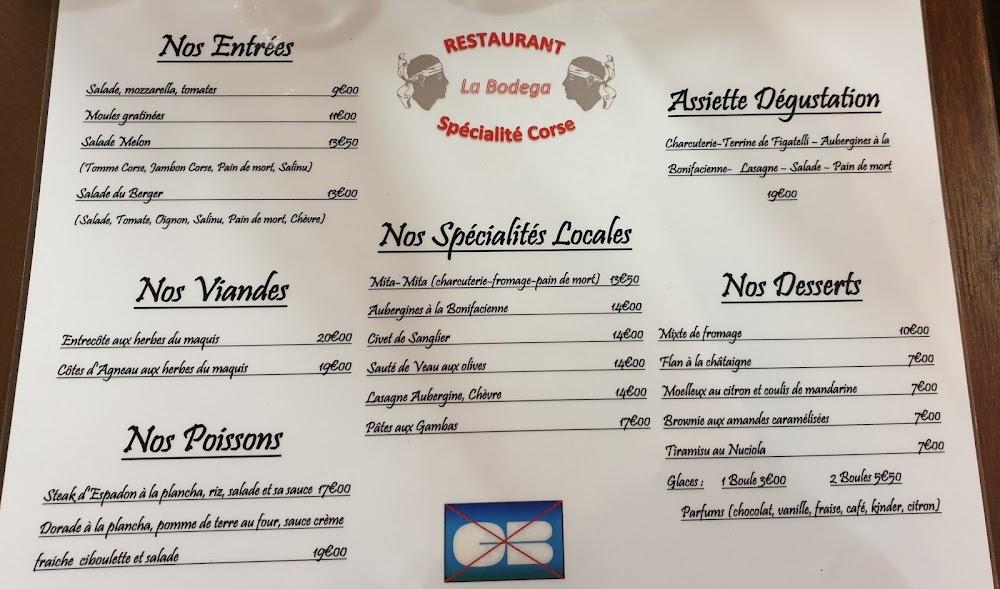 Nos Entrées
Salade, mozzarella, tomates 9€00
Moules gratinées 11€00
Salade Melon 13€50
(Tomme Corse, Jambon Corse, Pain de mort, Salinu)
Salade du Berger 13€00
(Salade, Tomate, Oignon, Salinu, Pain de mort, Chèvre)
Nos Viandes
Entrecôte aux herbes du maquis 20€00
Côtes d'Agneau aux herbes du maquis 19€00
Nos Poissons
Steak d'Espadon à la plancha, riz, salade et sa sauce 17€00
Dorade à la plancha, pomme de terre au four, sauce crème
fraiche ciboulette et salade 19€00
RESTAURANT
La Bodega
Spécialité Corse
Nos Spécialités Locales
Mita-Mita (charcuterie-fromage-pain de mort) 13€50
Aubergines à la Bonifacienne 14€00
Civet de Sanglier 14€00
Sauté de Veau aux olives 14€00
Lasagne Aubergine, Chèvre 14€00
Pâtes aux Gambas 17€00
CB
Assiette Dégustation
Charcuterie-Terrine de Figatelli – Aubergines à la
Bonifacienne- Lasagne – Salade – Pain de mort
19€00
Nos Desserts
Mixte de fromage 10€00
Flan à la châtaigne 7€00
Moelleux au citron et coulis de mandarine 7€00
Brownie aux amandes caramélisées 7€00
Tiramisu au Nuciola 7€00
Glaces : 1 Boule 3€00 2 Boules 5€50
Parfums (chocolat, vanille, fraise, café, kinder, citron)